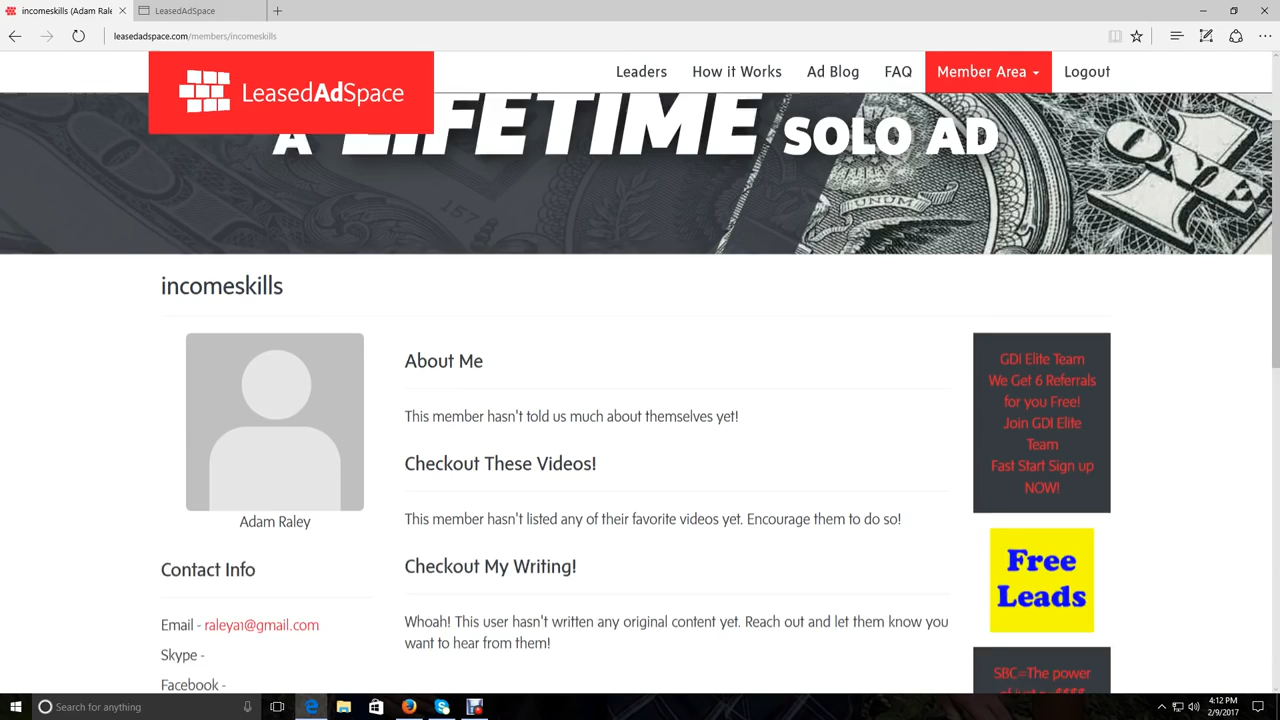 incomeskills (Adam Rale
LeasedAdSpace
leasedadspace.com/members/incomeskills
LeasedAdSpace
Leaders
How it Works
Ad Blog
FAQ
Member Area
Logout
A LIFETIME SOLO AD
ONE
UNUM
incomeskills
Adam Raley
Contact Info
Email - raleya1@gmail.com
Skype -
Facebook -
About Me
This member hasn't told us much about themselves yet!
Checkout These Videos!
This member hasn't listed any of their favorite videos yet. Encourage them to do so!
Checkout My Writing!
Whoah! This user hasn't written any original content yet. Reach out and let them know you
want to hear from them!
GDI Elite Team
We Get 6 Referrals
for you Free!
Join GDI Elite
Team
Fast Start Sign up
NOW!
Free
Leads
SBC=The power
Search for anything
4:12 PM
2/9/2017